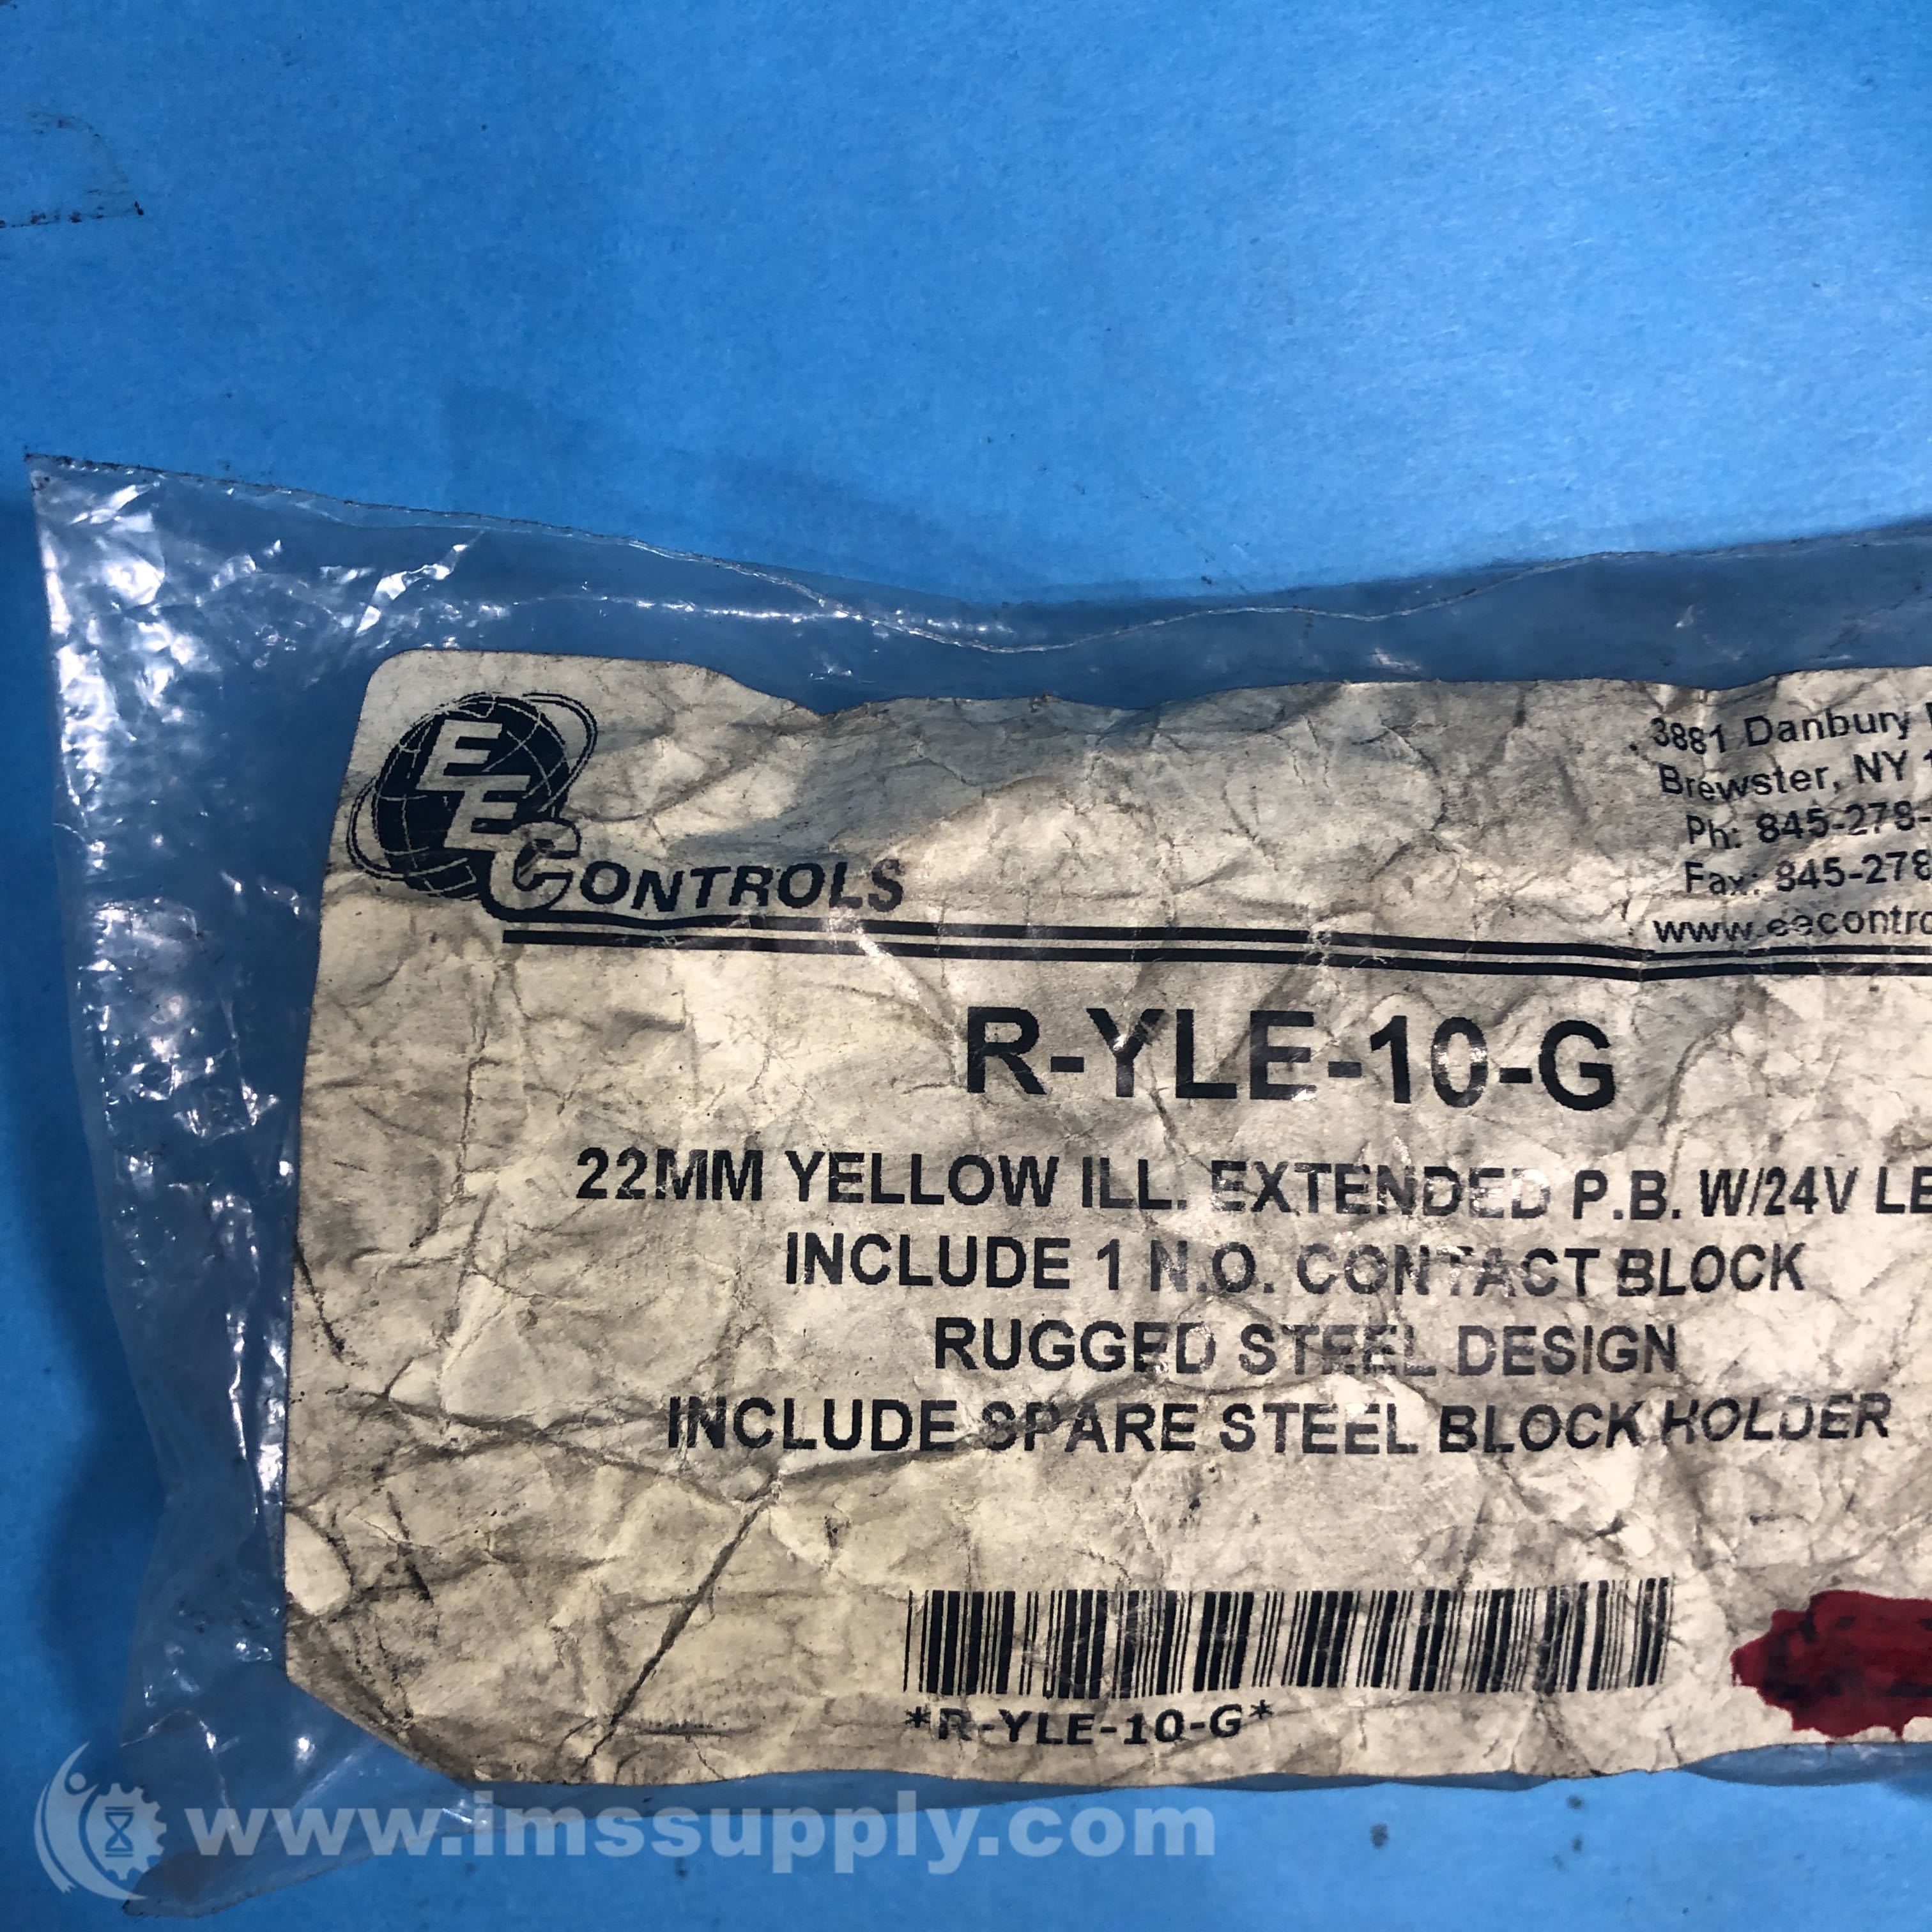 EE CONTROLS
3881 Danbury
Brewster, NY
Ph: 845-278-
Fax: 845-278
www.eecontro
R-YLE-10-G
22MM YELLOW ILL. EXTENDED P.B. W/24V LE
INCLUDE 1 N.O. CONTACT BLOCK
RUGGED STEEL DESIGN
INCLUDE SPARE STEEL BLOCK HOLDER
*R-YLE-10-G*
www.imssupply.com